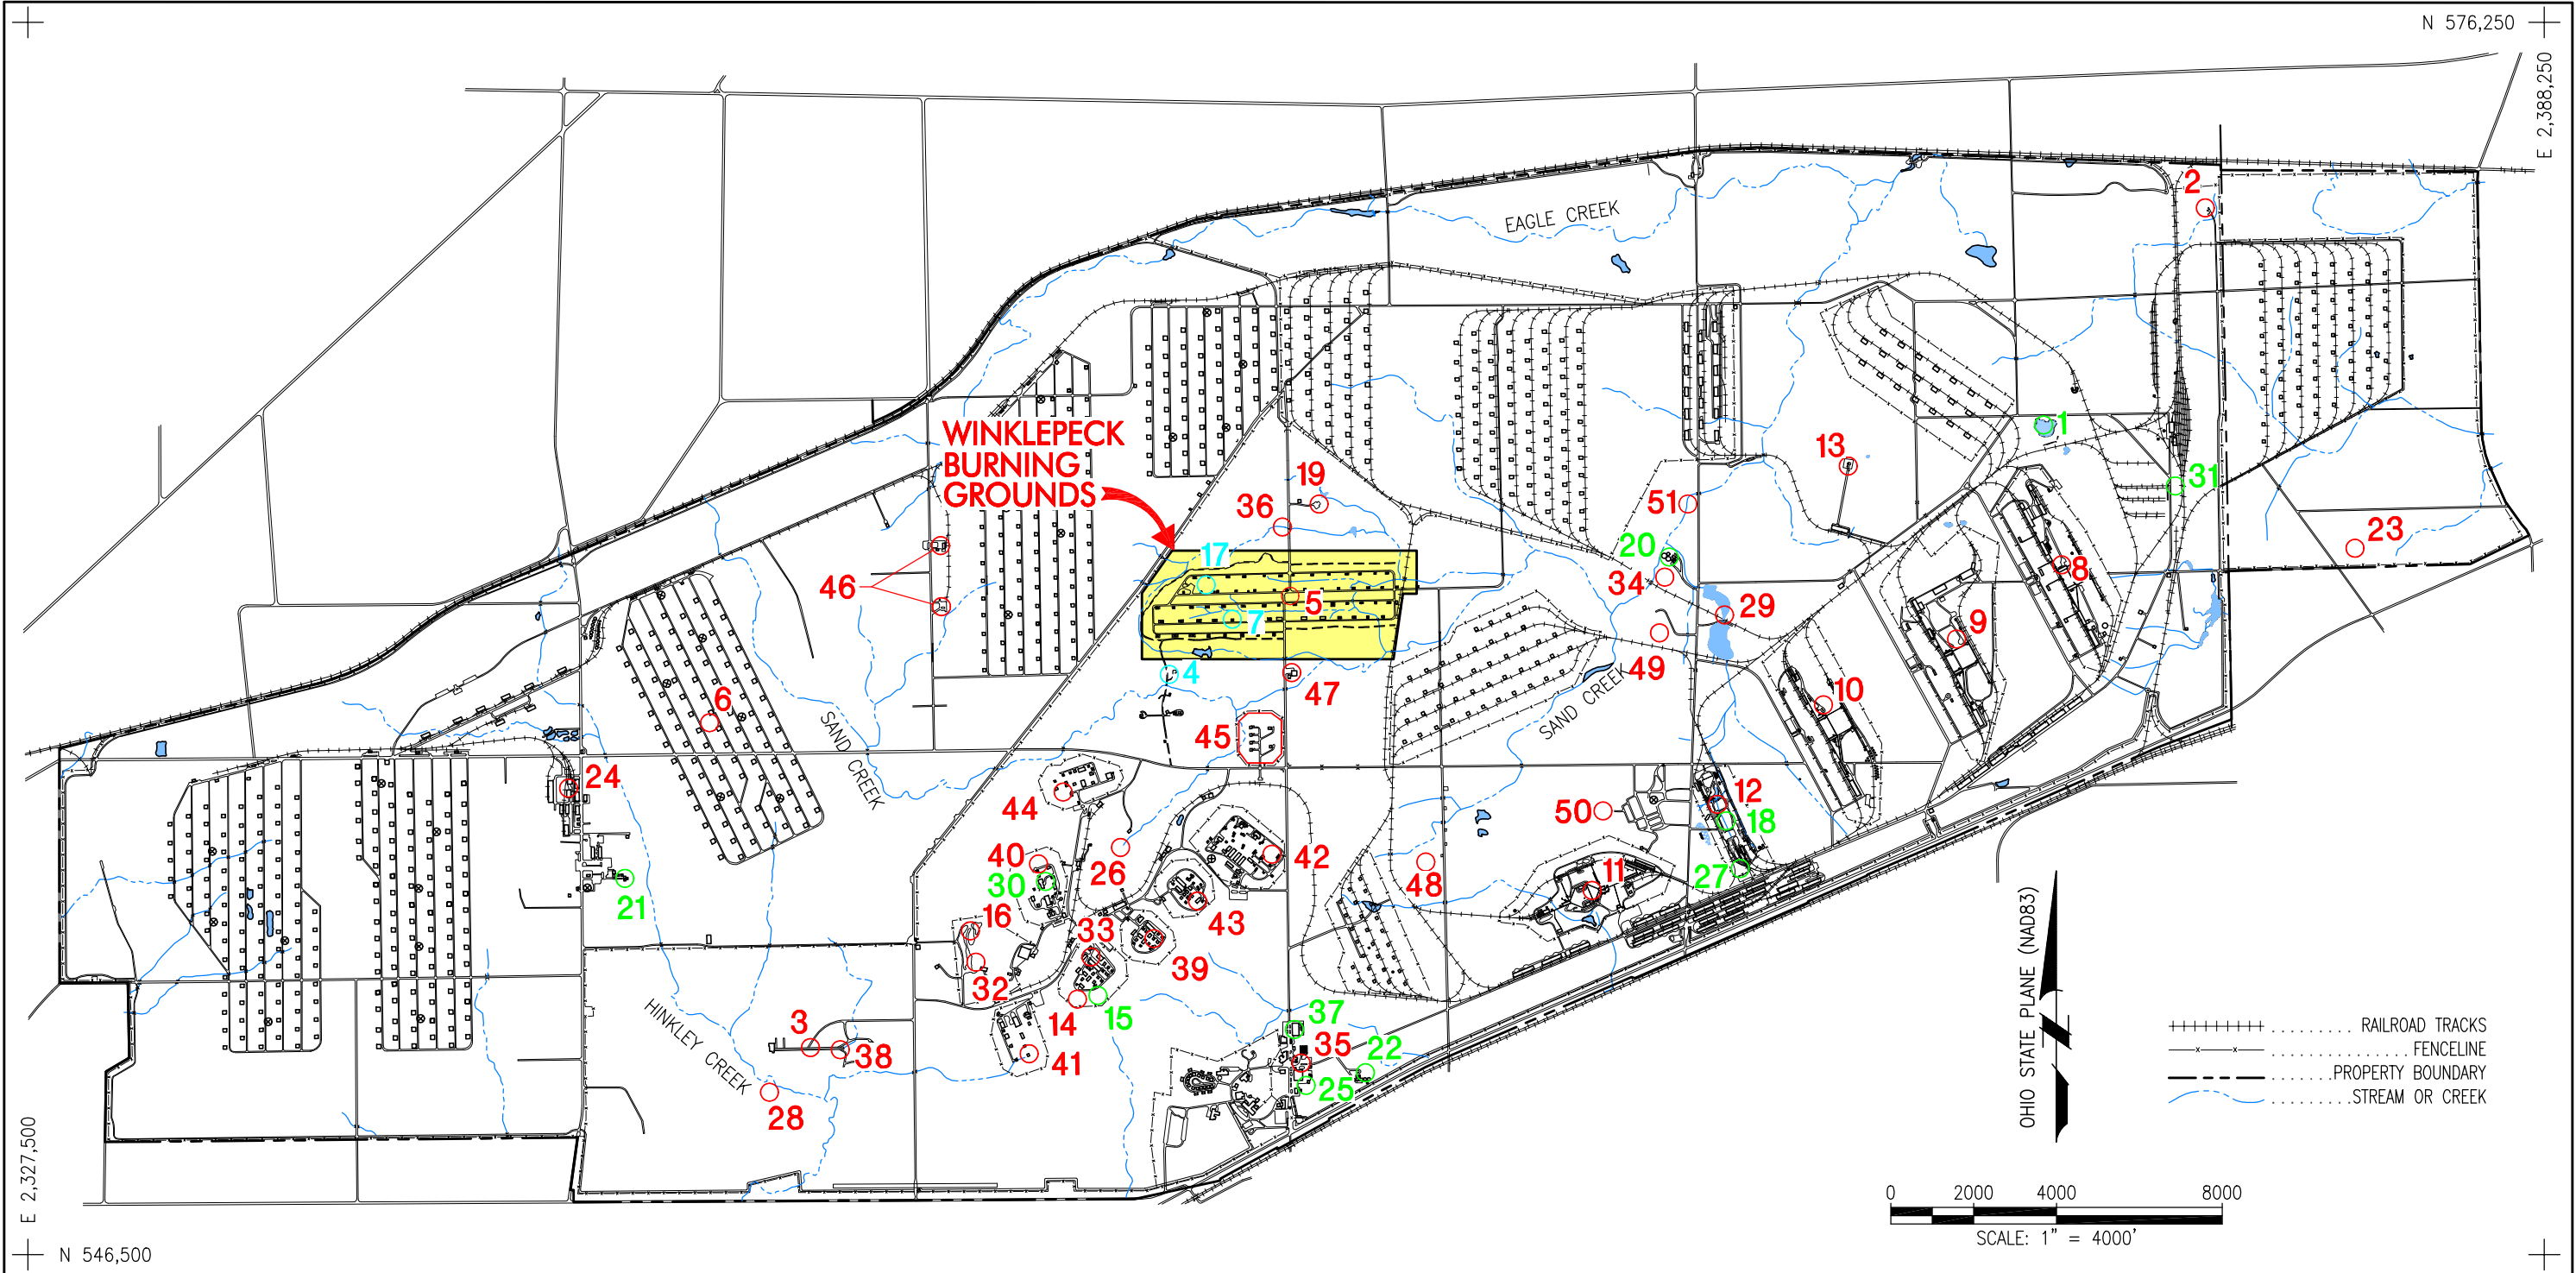 N 576,250
E 2,388,250
2
EAGLE CREEK
WINKLEPECK
BURNING
GROUNDS
1
13
31
19
51
36
23
17
20
8
46
34
5
29
7
9
49
4
47
10
6
SAND CREEK
SAND CREEK
45
24
44
12
50
18
40
26
42
30
48
11
27
21
16
43
33
39
32
14
15
37
3
35
22
38
41
HINKLEY CREEK
25
28
OHIO STATE PLANE (NAD83)
N
RAILROAD TRACKS
FENCELINE
PROPERTY BOUNDARY
STREAM OR CREEK
0 2000 4000 8000
SCALE: 1" = 4000'
E 2,327,500
N 546,500